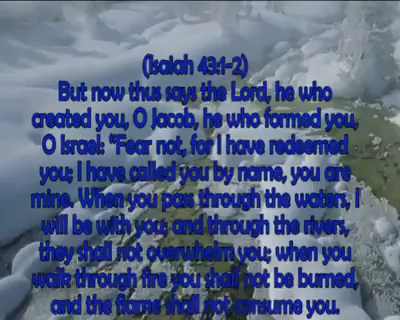 (Isaiah 43:1-2)
But now thus says the Lord, he who
created you, O Jacob, he who formed you,
O Israel: "Fear not, for I have redeemed
you; I have called you by name, you are
mine. When you pass through the waters, I
will be with you; and through the rivers,
they shall not overwhelm you; when you
walk through fire you shall not be burned,
and the flame shall not consume you.